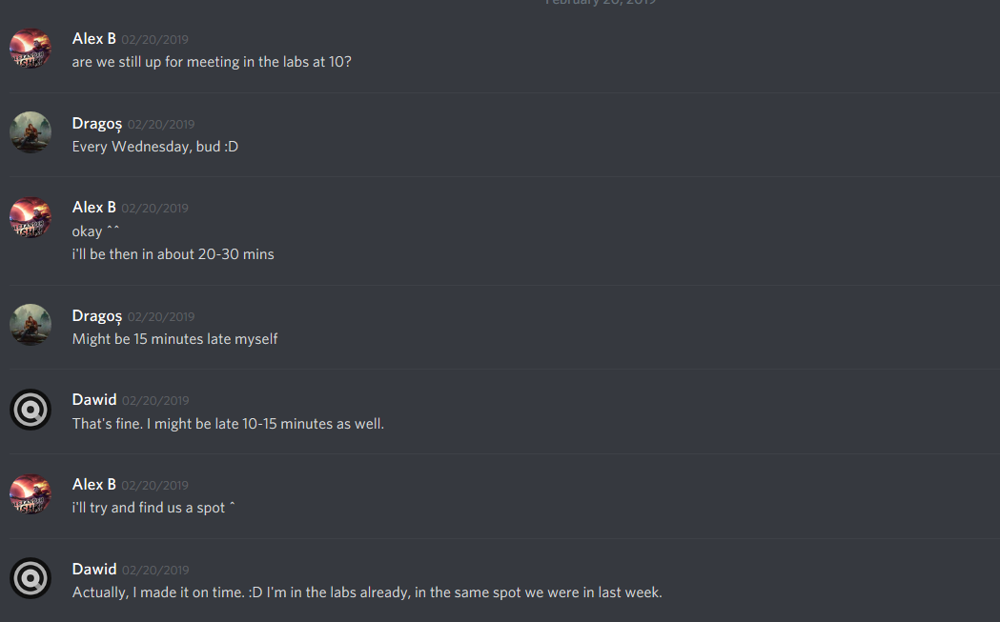 February 20, 2019
Alex B 02/20/2019
are we still up for meeting in the labs at 10?
Dragoș 02/20/2019
Every Wednesday, bud :D
Alex B 02/20/2019
okay ^^
i'll be then in about 20-30 mins
Dragoș 02/20/2019
Might be 15 minutes late myself
Dawid 02/20/2019
That's fine. I might be late 10-15 minutes as well.
Alex B 02/20/2019
i'll try and find us a spot ^
Dawid 02/20/2019
Actually, I made it on time. :D I'm in the labs already, in the same spot we were in last week.